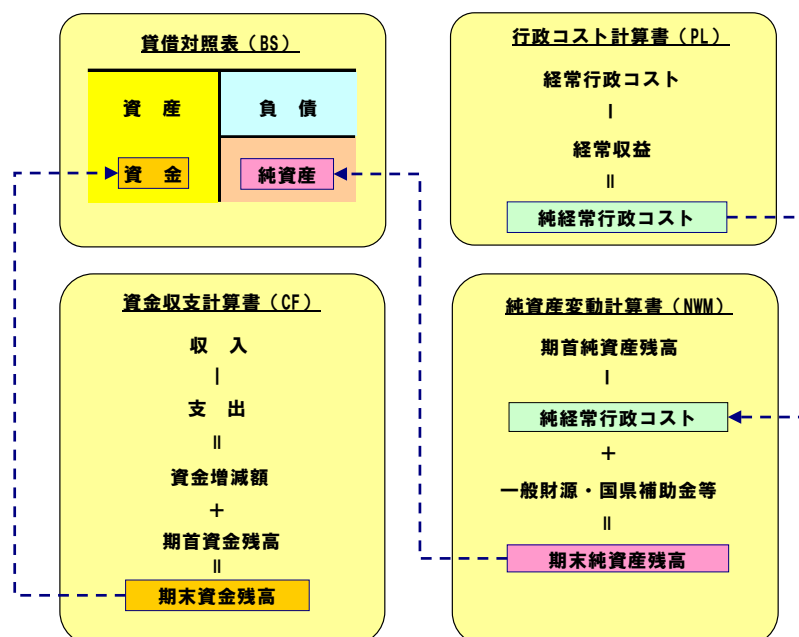 貸借対照表（BS）
資　産
負　債
資　金
純資産
行政コスト計算書（PL）
経常行政コスト
－
経常収益
＝
純経常行政コスト
資金収支計算書（CF）
収　入
－
支　出
＝
資金増減額
＋
期首資金残高
＝
期末資金残高
純資産変動計算書（NWM）
期首純資産残高
－
純経常行政コスト
＋
一般財源・国県補助金等
＝
期末純資産残高